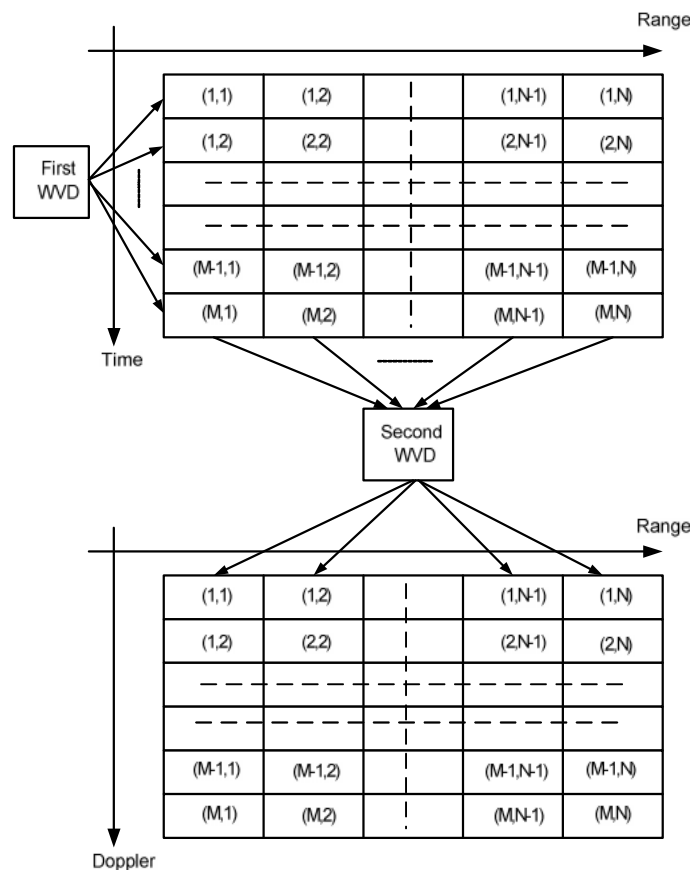 Range
(1,1) (1,2) (1,N-1) (1,N)
(1,2) (2,2) (2,N-1) (2,N)
First
WVD
(M-1,1) (M-1,2) (M-1,N-1) (M-1,N)
(M,1) (M,2) (M,N-1) (M,N)
Time
Second
WVD
Range
(1,1) (1,2) (1,N-1) (1,N)
(1,2) (2,2) (2,N-1) (2,N)
(M-1,1) (M-1,2) (M-1,N-1) (M-1,N)
(M,1) (M,2) (M,N-1) (M,N)
Doppler